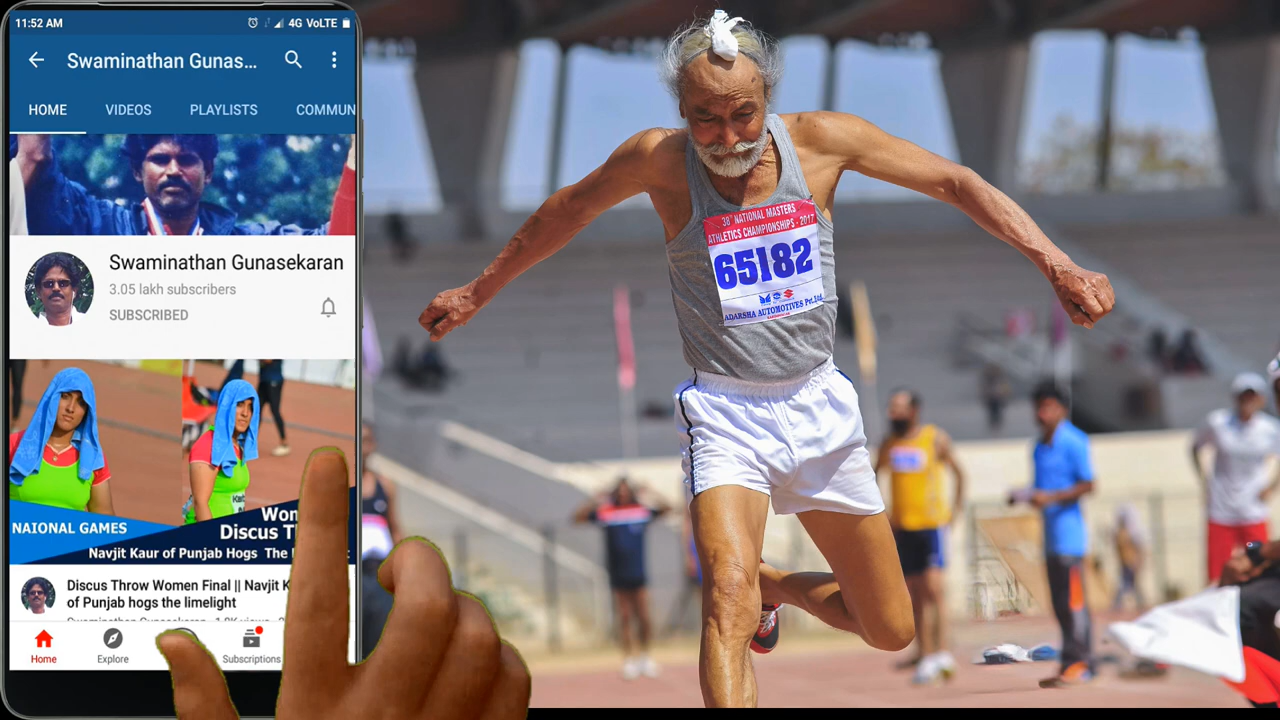 11:52 AM
4G VoLTE
Swaminathan Gunas...
HOME VIDEOS PLAYLISTS COMMUN
Swaminathan Gunasekaran
3.05 lakh subscribers
SUBSCRIBED
NAIONAL GAMES
Won
Discus T
Navjit Kaur of Punjab Hogs The
Discus Throw Women Final || Navjit K
of Punjab hogs the limelight
Home Explore Subscriptions
38th NATIONAL MASTERS
ATHLETICS CHAMPIONSHIPS - 2017
65182
ADARSHA AUTOMOTIVES Pvt.Ltd.